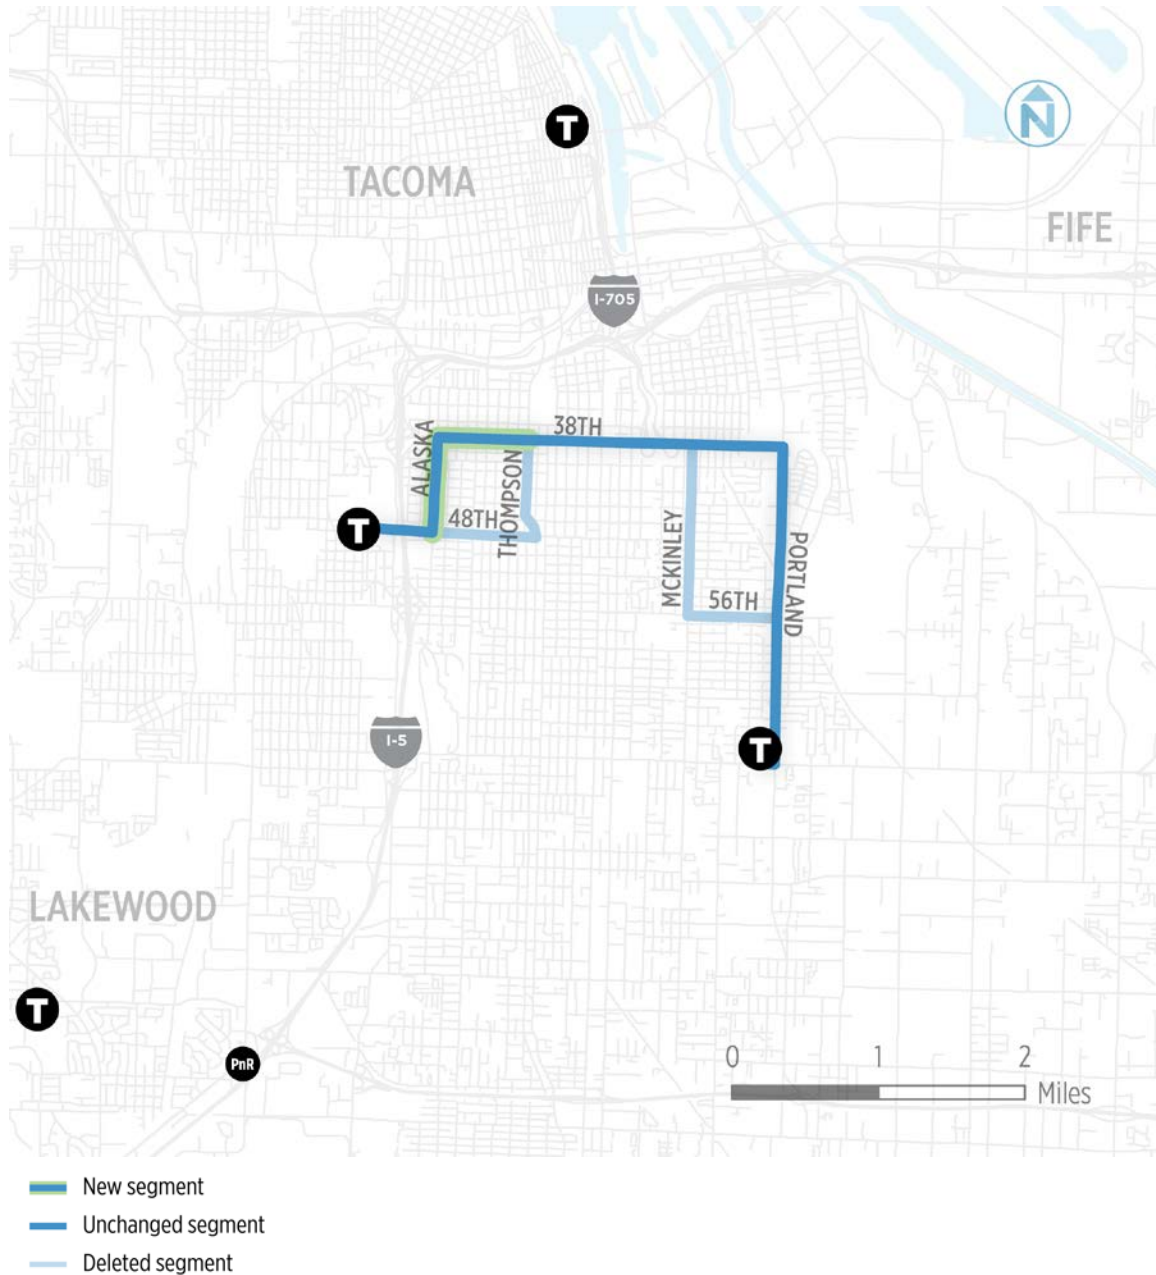 T
N
TACOMA
FIFE
I-705
38TH
ALASKA
THOMPSON
48TH
T
MCKINLEY
PORTLAND
56TH
I-5
T
LAKEWOOD
T
PnR
0 1 2
Miles
New segment
Unchanged segment
Deleted segment